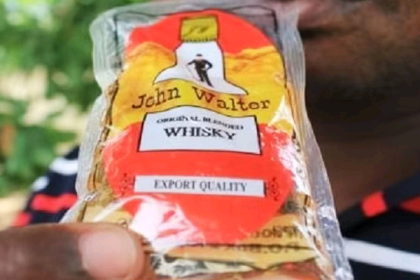 John Walter
ORIGINAL BLENDED
WHISKY
EXPORT QUALITY